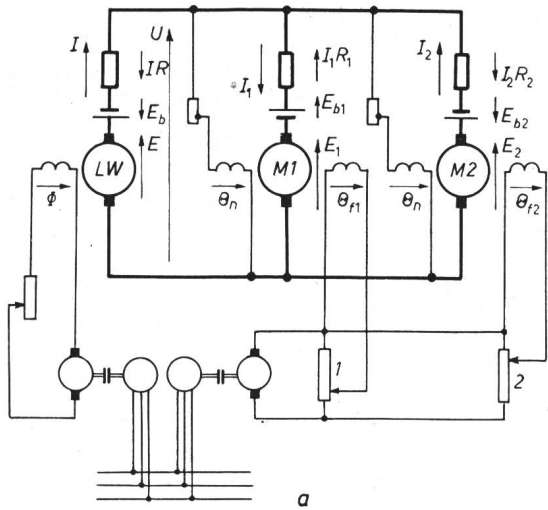 I
IR
U
I₁
I₁R₁
I₂
I₂R₂
E_b
E_b1
E_b2
E
E₁
E₂
LW
M1
M2
Φ
Θ_n
Θ_f1
Θ_n
Θ_f2
1
2
a